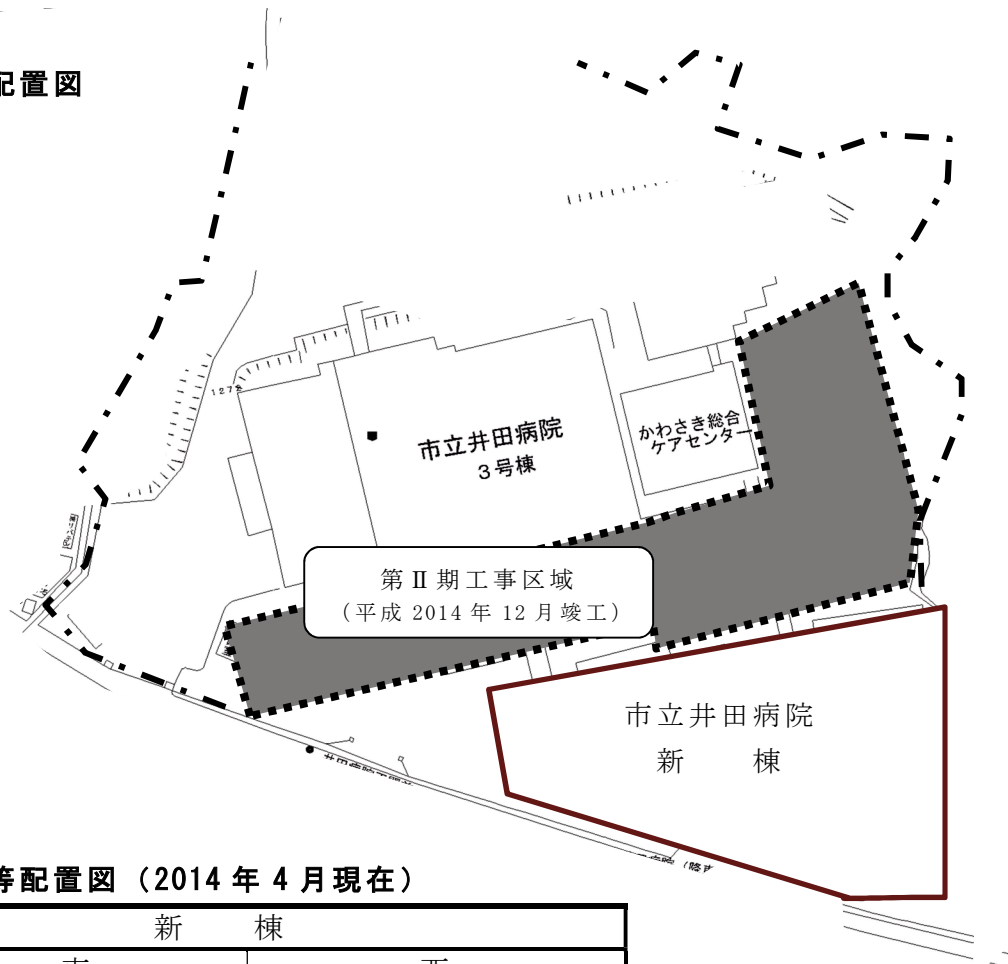 配置図
1273
市立井田病院
3号棟
かわさき総合
ケアセンター
第Ⅱ期工事区域
（平成 2014 年 12 月竣工）
市立井田病院
新　棟
等配置図（2014 年 4 月現在）
新　棟
西